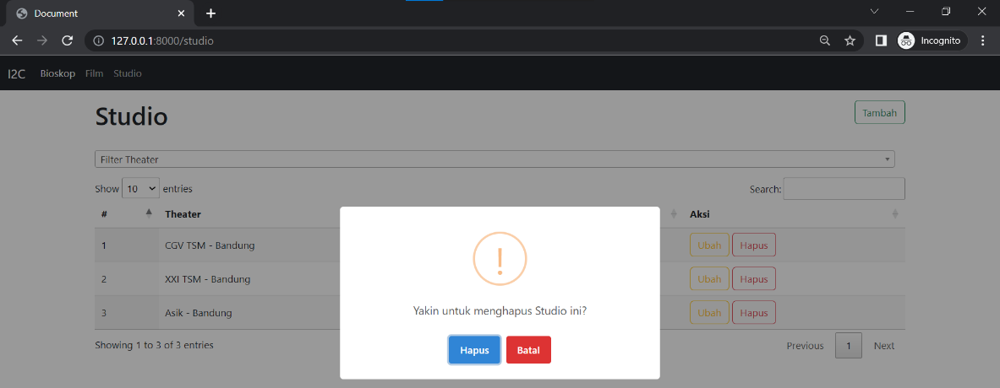 Document
127.0.0.1:8000/studio
Incognito
I2C Bioskop Film Studio
Studio
Tambah
Filter Theater
Show 10 entries
Search:
# Theater Aksi
1 CGV TSM - Bandung Ubah Hapus
2 XXI TSM - Bandung Ubah Hapus
3 Asik - Bandung Ubah Hapus
!
Yakin untuk menghapus Studio ini?
Hapus Batal
Showing 1 to 3 of 3 entries
Previous 1 Next